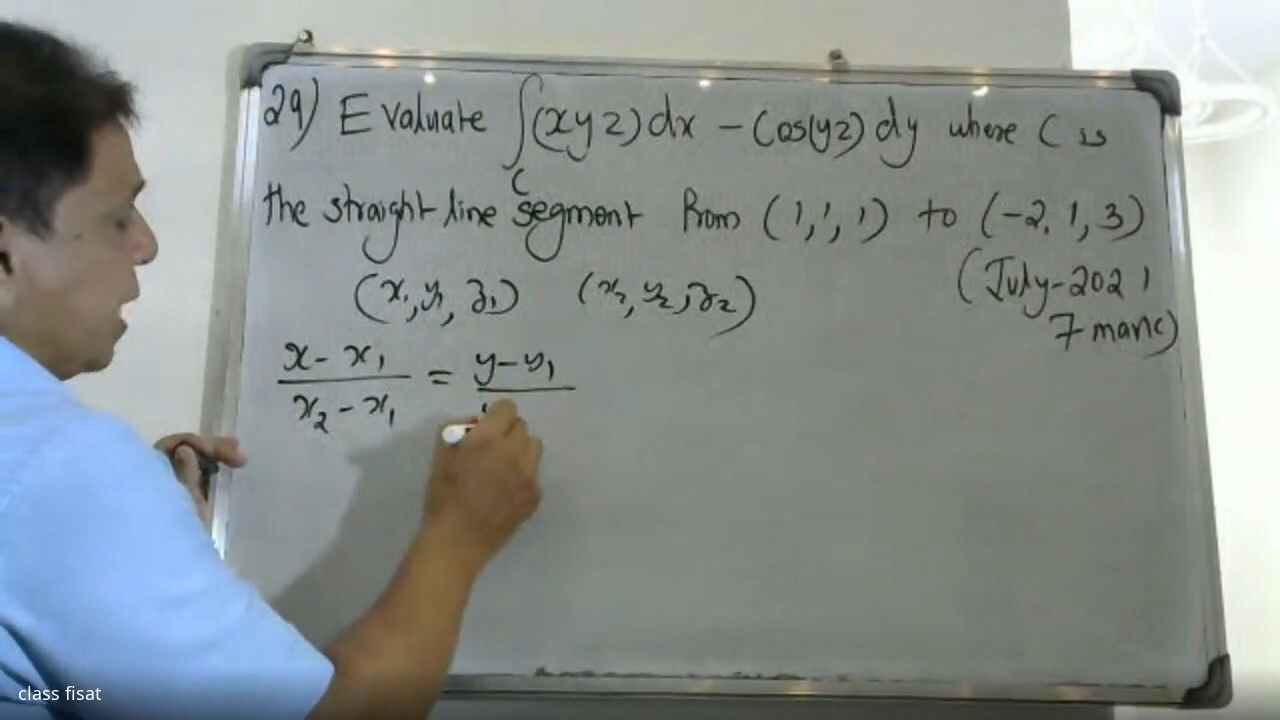 29) Evaluate ∫(xyz)dx - Cos(yz)dy where C is
C
the straight line segment from (1,1,1) to (-2,1,3)
(x₁,y₁,z₁) (x₂,y₂,z₂)
(July-2021
7 mark)
x-x₁ = y-y₁
x₂-x₁
class fisat